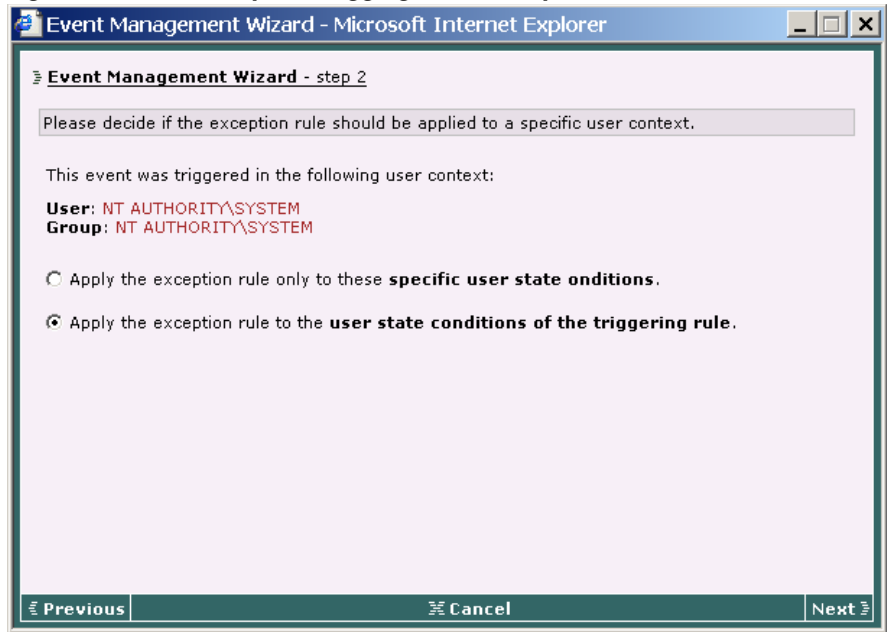 Event Management Wizard - Microsoft Internet Explorer
Event Management Wizard - step 2
Please decide if the exception rule should be applied to a specific user context.
This event was triggered in the following user context:
User: NT AUTHORITY\SYSTEM
Group: NT AUTHORITY\SYSTEM
Apply the exception rule only to these specific user state onditions.
Apply the exception rule to the user state conditions of the triggering rule.
Previous
Cancel
Next